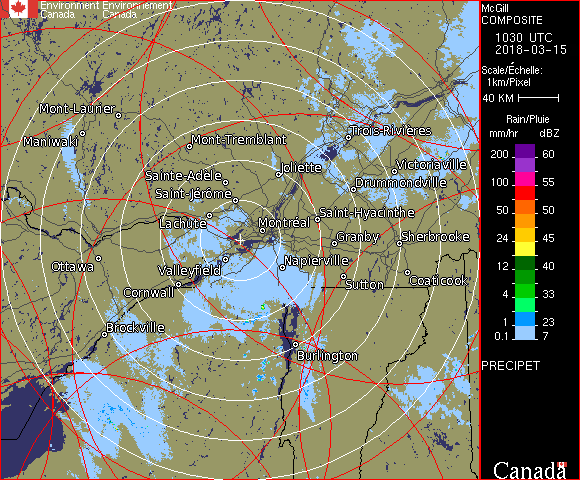 Environment Environnement
Canada Canada
McGill
COMPOSITE
1030 UTC
2018-03-15
Scale/Échelle:
1km/Pixel
40 KM
Rain/Pluie
mm/hr dBZ
200 60
100 55
50 50
24 45
12 40
8 33
4 30
1 23
0.1 7
PRECIPET
Canada
Mont-Laurier
Maniwaki
Mont-Tremblant
Trois-Rivières
Joliette
Victoriaville
Sainte-Adèle
Drummondville
Saint-Jérôme
Saint-Hyacinthe
Lachute
Montréal
Granby
Sherbrooke
Ottawa
Valleyfield
Napierville
Cornwall
Sutton
Coaticook
Brockville
Burlington